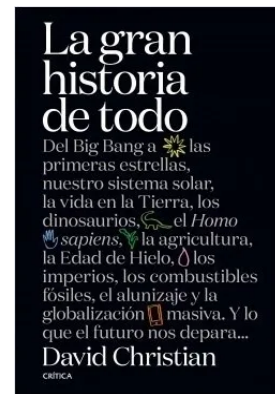 La gran
historia
de todo
Del Big Bang a las
primeras estrellas,
nuestro sistema solar,
la vida en la Tierra, los
dinosaurios, el Homo
sapiens, la agricultura,
la Edad de Hielo, los
imperios, los combustibles
fósiles, el alunizaje y la
globalización masiva. Y lo
que el futuro nos depara...
David Christian
CRÍTICA